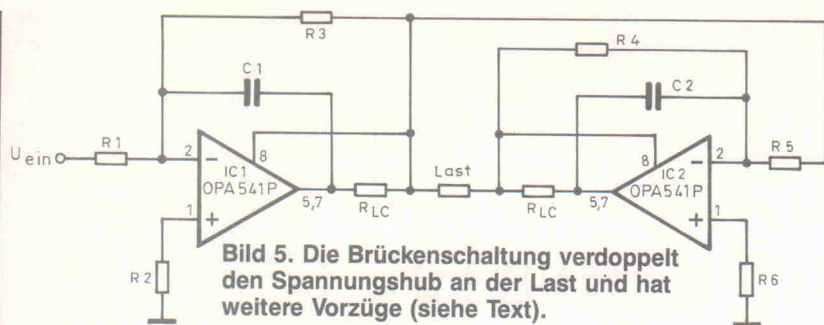 R3
R4
C1
C2
U ein
R1
2
8
IC1
OPA541P
5,7
R LC
Last
R LC
5,7
8
IC2
OPA541P
2
R5
1
1
R2
R6
Bild 5. Die Brückenschaltung verdoppelt
den Spannungshub an der Last und hat
weitere Vorzüge (siehe Text).